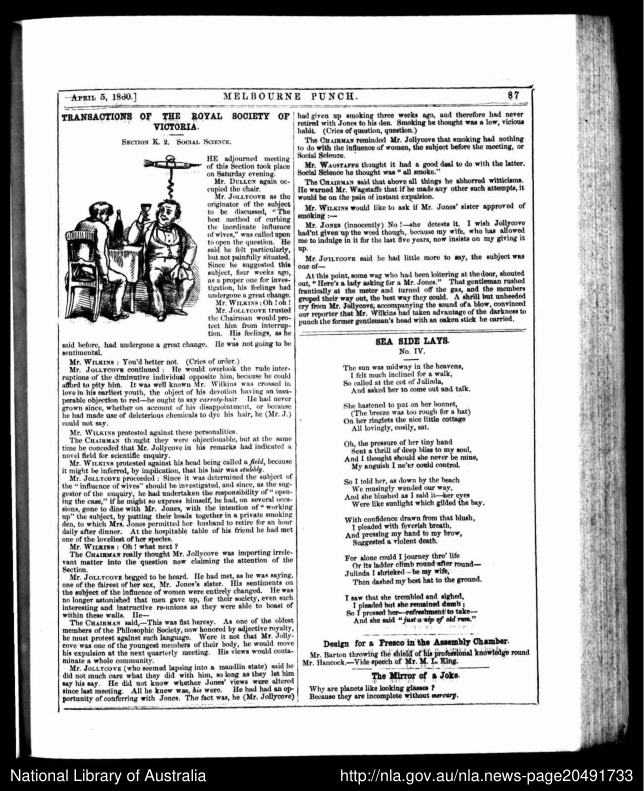 APRIL 5, 1860.]
MELBOURNE PUNCH.
87
TRANSACTIONS OF THE ROYAL SOCIETY OF
VICTORIA.
SECTION K. 2. SOCIAL SCIENCE.
THE adjourned meeting
of this Section took place
on Saturday evening.
Mr. DULLEN again oc-
cupied the chair.
Mr. JOLLYCOVE as the
originator of the subject
to be discussed, "The
best method of curbing
the inordinate influence
of wives," was called upon
to open the question. He
said he felt particularly,
but not painfully situated.
Since he suggested this
subject, four weeks ago,
as a proper one for inves-
tigation, his feelings had
undergone a great change.
Mr. WILKINS : Oh ! oh !
Mr. JOLLYCOVE trusted
the Chairman would pro-
tect him from interrup-
tion. His feelings, as he
said before, had undergone a great change. He was not going to be
sentimental.
Mr. WILKINS : You'd better not. (Cries of order.)
Mr. JOLLYCOVE continued : He would overlook the rude inter-
ruptions of the diminutive individual opposite him, because he could
afford to pity him. It was well known Mr. Wilkins was crossed in
love in his earliest youth, the object of his devotion having an insu-
perable objection to red—he ought to say carroty-hair. He had never
grown since, whether on account of his disappointment, or because
he had made use of deleterious chemicals to dye his hair, he (Mr. J.)
could not say.
Mr. WILKINS protested against these personalities.
The CHAIRMAN thought they were objectionable, but at the same
time he conceded that Mr. Jollycove in his remarks had indicated a
novel field for scientific enquiry.
Mr. WILKINS protested against his head being called a field, because
it might be inferred, by implication, that his hair was stubbly.
Mr. JOLLYCOVE proceeded : Since it was determined the subject of
the "influence of wives" should be investigated, and since, as the sug-
gestor of the enquiry, he had undertaken the responsibility of "open-
ing the case," if he might so express himself, he had, on several occa-
sions, gone to dine with Mr. Jones, with the intention of "working
up" the subject, by putting their heads together in a private smoking
den, to which Mrs. Jones permitted her husband to retire for an hour
daily after dinner. At the hospitable table of his friend he had met
one of the loveliest of her species.
Mr. WILKINS : Oh ! what next ?
The CHAIRMAN really thought Mr. Jollycove was importing irrele-
vant matter into the question now claiming the attention of the
Section.
Mr. JOLLYCOVE begged to be heard. He had met, as he was saying,
one of the fairest of her sex, Mr. Jones's sister. His sentiments on
the subject of the influence of women were entirely changed. He was
no longer astonished that men gave up, for their society, even such
interesting and instructive re-unions as they were able to boast of
within these walls. He—
The CHAIRMAN,—This was flat heresy. As one of the oldest
members of the Philosophic Society, now honored by adjective royalty,
he must protest against such language. Were it not that Mr. Jolly-
cove was one of the youngest members of their body, he would move
his expulsion at the next quarterly meeting. His views would conta-
minate a whole community.
Mr. JOLLYCOVE (who seemed lapsing into a maudlin state) said he
did not much care what they did with him, so long as they let him
say his say. He did not know whether Jones' views were altered
since last meeting. All he knew was, his were. He had had an op-
portunity of conferring with Jones. The fact was, he (Mr. Jollycove)
had given up smoking three weeks ago, and therefore had never
retired with Jones to his den. Smoking he thought was a low, vicious
habit. (Cries of question, question.)
The CHAIRMAN reminded Mr. Jollycove that smoking had nothing
to do with the influence of women, the subject before the meeting, or
Social Science.
Mr. WAGSTAFFE thought it had a good deal to do with the latter.
Social Science he thought was "all smoke."
The CHAIRMAN said that above all things he abhorred witticisms.
He warned Mr. Wagstaffe that if he made any other such attempts, it
would be on the pain of instant expulsion.
Mr. WILKINS would like to ask if Mr. Jones' sister approved of
smoking :—
Mr. JONES (innocently) No !—she detests it. I wish Jollycove
had'nt given up the weed though, because my wife, who has allowed
me to indulge in it for the last five years, now insists on my giving it
up.
Mr. JOLLYCOVE said he had little more to say, the subject was
one of—
At this point, some wag who had been loitering at the door, shouted
out, "Here's a lady asking for a Mr. Jones." That gentleman rushed
frantically at the meter and turned off the gas, and the members
groped their way out, the best way they could. A shrill but unheeded
cry from Mr. Jollycove, accompanying the sound of a blow, convinced
our reporter that Mr. Wilkins had taken advantage of the darkness to
punch the former gentleman's head with an oaken stick he carried.
SEA SIDE LAYS.
No. IV.
The sun was midway in the heavens,
I felt much inclined for a walk,
So called at the cot of Julinda,
And asked her to come out and talk.
She hastened to put on her bonnet,
(The breeze was too rough for a hat)
On her ringlets the nice little cottage
All lovingly, cosily, sat.
Oh, the pressure of her tiny hand
Sent a thrill of deep bliss to my soul,
And I thought should she never be mine,
My anguish I ne'er could control.
So I told her, as down by the beach
We musingly wended our way,
And she blushed as I said it—her eyes
Were like sunlight which gilded the bay.
With confidence drawn from that blush,
I pleaded with feverish breath,
And pressing my hand to my brow,
Suggested a violent death.
For alone could I journey thro' life
Or its ladder climb round after round—
Julinda I shrieked—be my wife,
Then dashed my best hat to the ground.
I saw that she trembled and sighed,
I pleaded but she remained dumb ;
So I pressed her—refreshment to take—
And she said "just a nip of old rum."
Design for a Fresco in the Assembly Chamber.
Mr. Barton throwing the shield of his professional knowledge round
Mr. Hancock.—Vide speech of Mr. M. L. King.
The Mirror of a Joke.
Why are planets like looking glasses ?
Because they are incomplete without mercury.
National Library of Australia
http://nla.gov.au/nla.news-page20491733